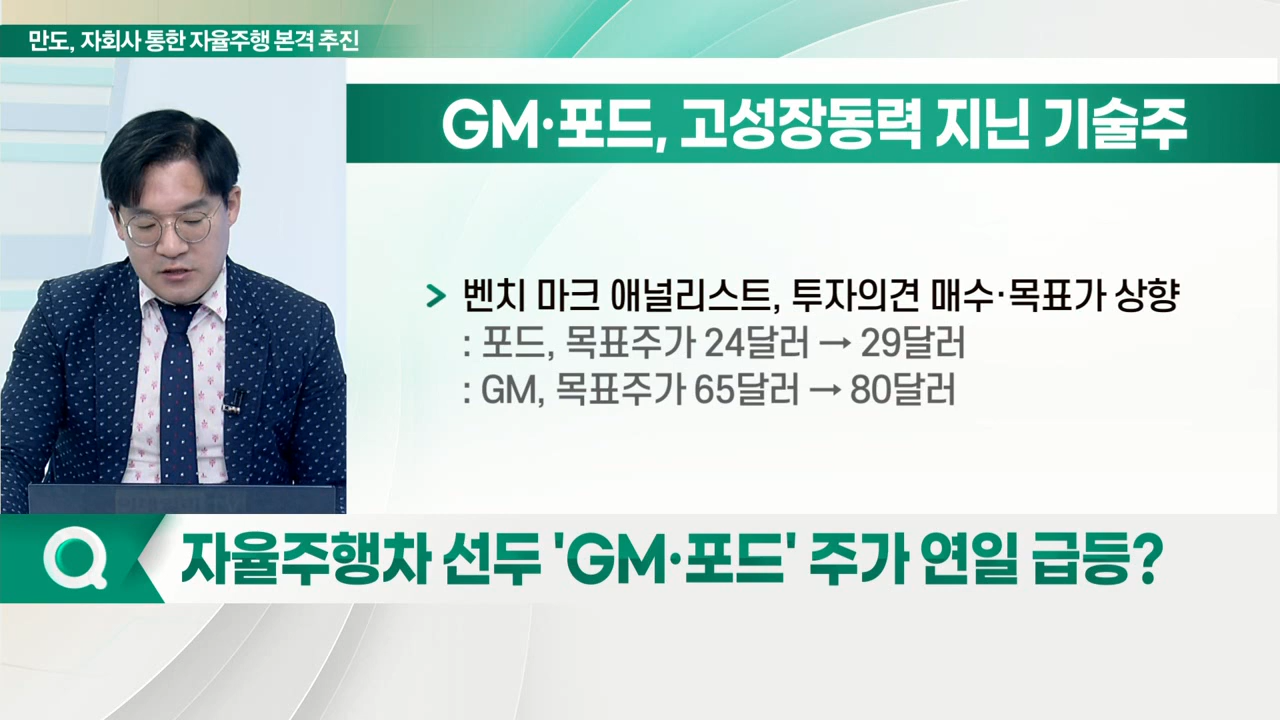 만도, 자회사 통한 자율주행 본격 추진
GM·포드, 고성장동력 지닌 기술주
벤치 마크 애널리스트, 투자의견 매수·목표가 상향
: 포드, 목표주가 24달러 → 29달러
: GM, 목표주가 65달러 → 80달러
자율주행차 선두 'GM·포드' 주가 연일 급등?